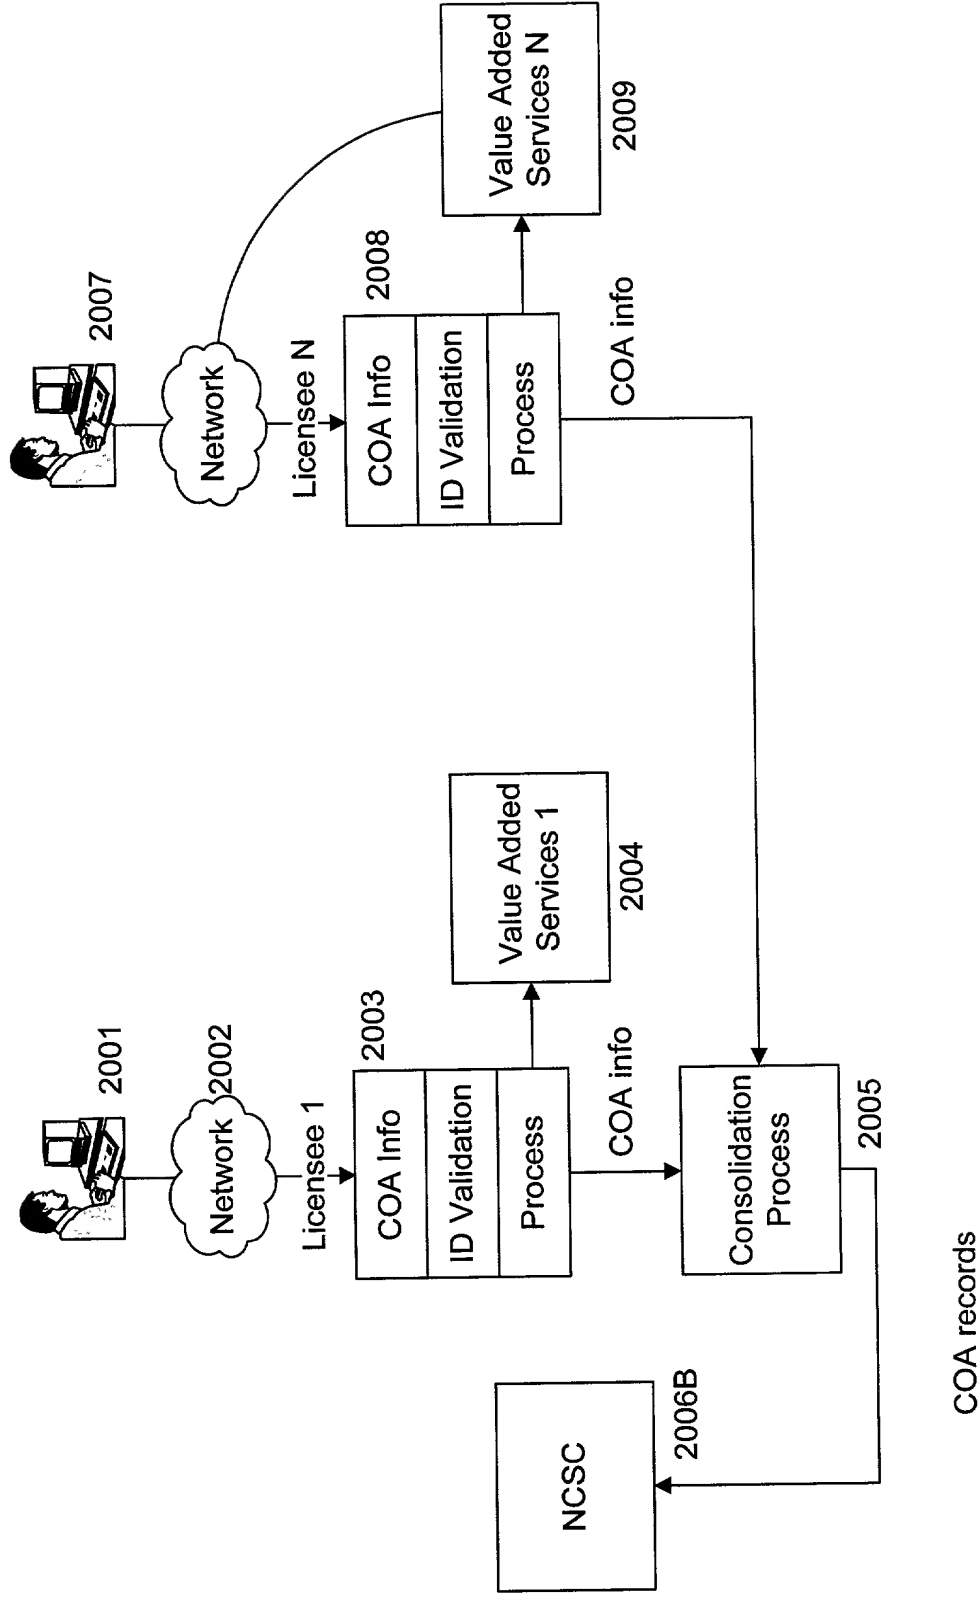 2001
Network
2002
Licensee 1
2003
COA Info
ID Validation
Process
Value Added
Services 1
2004
COA info
Consolidation
Process
2005
NCSC
2006B
COA records
2007
Network
Licensee N
2008
COA Info
ID Validation
Process
Value Added
Services N
2009
COA info